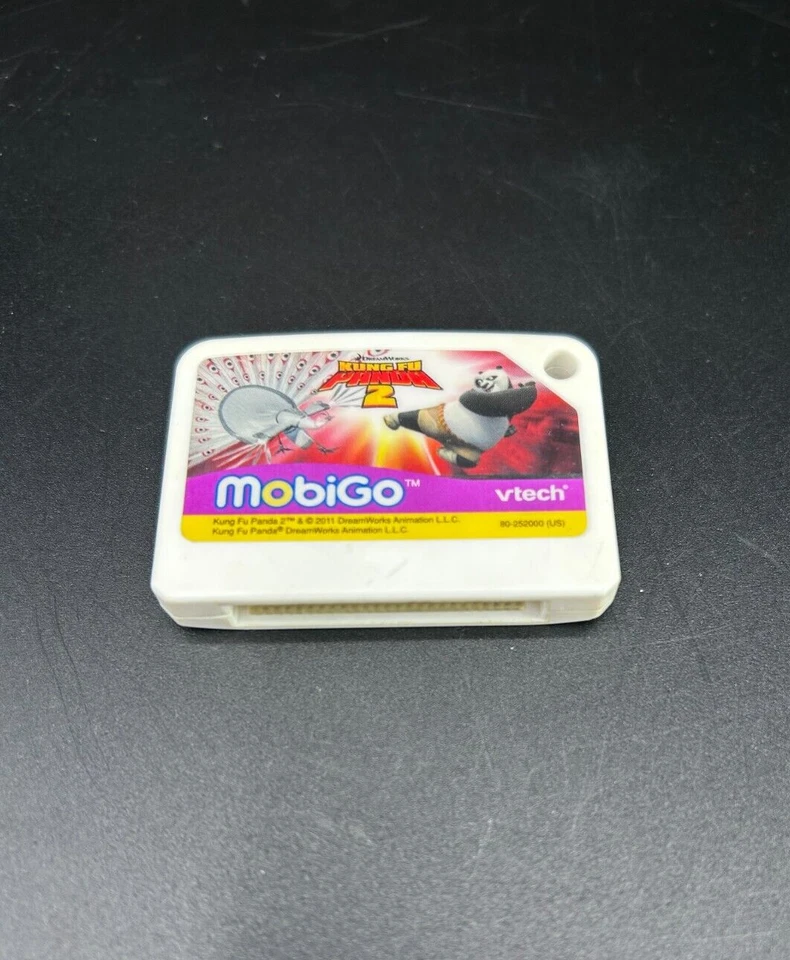 DreamWorks
KUNG FU
PANDA
2
MobiGo™
vtech®
Kung Fu Panda 2™ & © 2011 DreamWorks Animation L.L.C.
Kung Fu Panda® DreamWorks Animation L.L.C.
80-252000 (US)